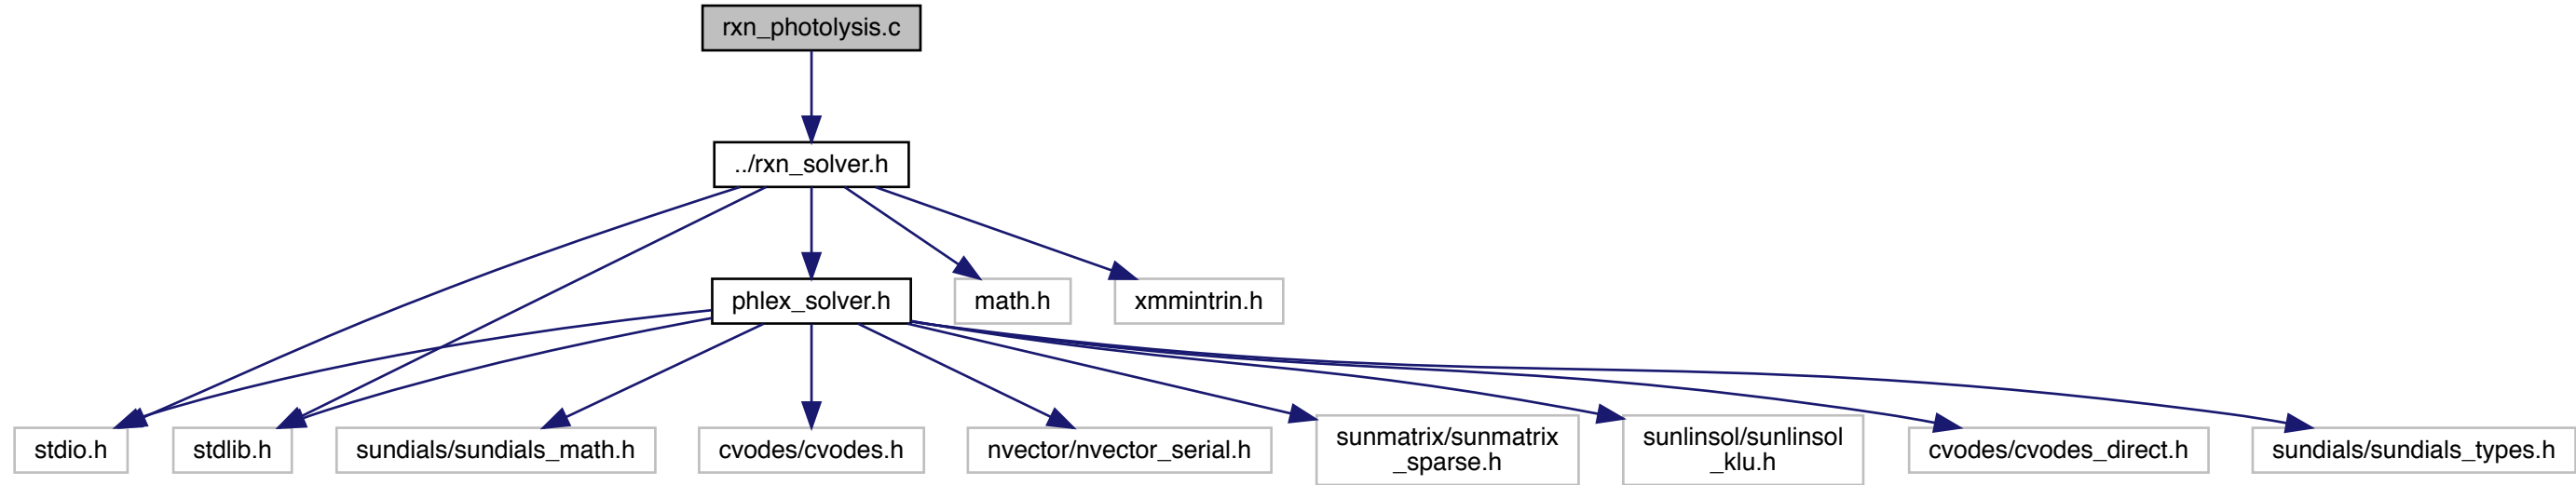 rxn_photolysis.c
../rxn_solver.h
phlex_solver.h
math.h
xmmintrin.h
stdio.h
stdlib.h
sundials/sundials_math.h
cvodes/cvodes.h
nvector/nvector_serial.h
sunmatrix/sunmatrix
_sparse.h
sunlinsol/sunlinsol
_klu.h
cvodes/cvodes_direct.h
sundials/sundials_types.h